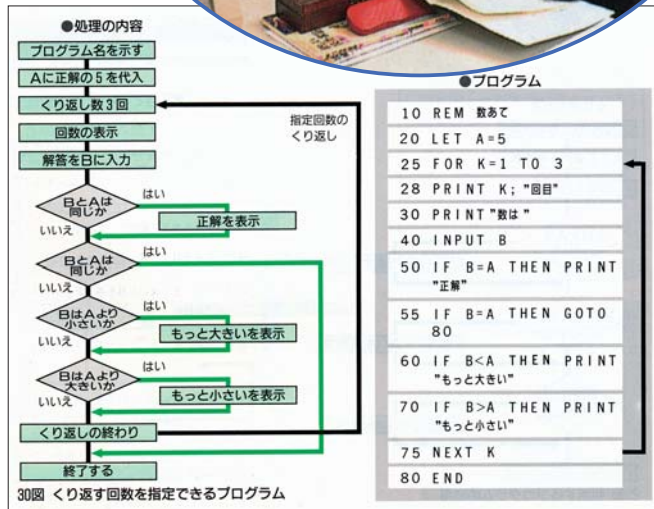 ●処理の内容
プログラム名を示す
Aに正解の5を代入
くり返し数3回
回数の表示
解答をBに入力
指定回数の
くり返し
BとAは
同じか
はい
正解を表示
いいえ
BとAは
同じか
はい
いいえ
BはAより
小さいか
はい
もっと大きいを表示
いいえ
BはAより
大きいか
はい
もっと小さいを表示
いいえ
くり返しの終わり
終了する
30図 くり返す回数を指定できるプログラム
●プログラム
10 REM 数あて
20 LET A=5
25 FOR K=1 TO 3
28 PRINT K; "回目"
30 PRINT"数は "
40 INPUT B
50 IF B=A THEN PRINT
"正解"
55 IF B=A THEN GOTO
80
60 IF B<A THEN PRINT
"もっと大きい"
70 IF B>A THEN PRINT
"もっと小さい"
75 NEXT K
80 END